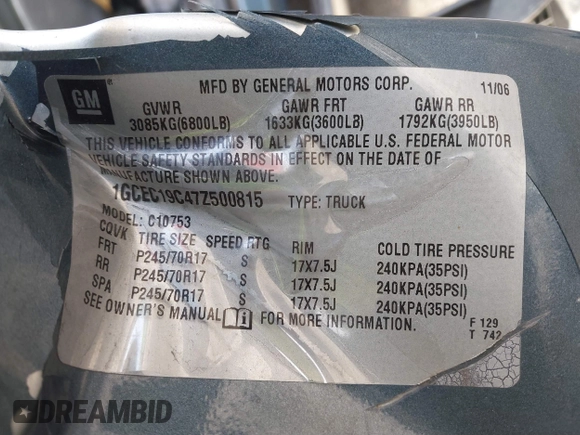 GM
MFD BY GENERAL MOTORS CORP. 11/06
GVWR GAWR FRT GAWR RR
3085KG(6800LB) 1633KG(3600LB) 1792KG(3950LB)
THIS VEHICLE CONFORMS TO ALL APPLICABLE U.S. FEDERAL MOTOR
VEHICLE SAFETY STANDARDS IN EFFECT ON THE DATE OF
MANUFACTURE SHOWN ABOVE.
1GCEC19C47Z500815 TYPE: TRUCK
MODEL: C10753
CQVK TIRE SIZE SPEED RTG RIM COLD TIRE PRESSURE
FRT P245/70R17 S 17X7.5J 240KPA(35PSI)
RR P245/70R17 S 17X7.5J 240KPA(35PSI)
SPA P245/70R17 S 17X7.5J 240KPA(35PSI)
SEE OWNER'S MANUAL FOR MORE INFORMATION.
F 129
T 742
DREAMBID